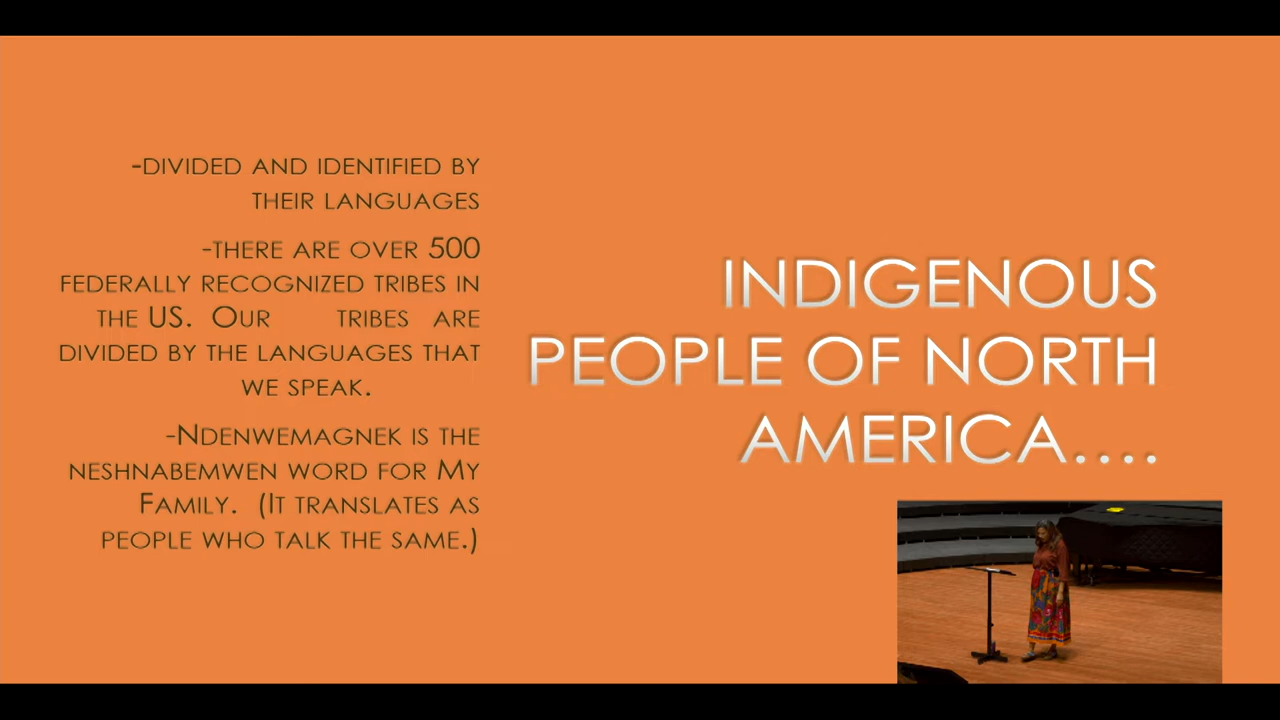 -DIVIDED AND IDENTIFIED BY
THEIR LANGUAGES
-THERE ARE OVER 500
FEDERALLY RECOGNIZED TRIBES IN
THE US. OUR TRIBES ARE
DIVIDED BY THE LANGUAGES THAT
WE SPEAK.
-NDENWEMAGNEK IS THE
NESHNABEMWEN WORD FOR MY
FAMILY. (IT TRANSLATES AS
PEOPLE WHO TALK THE SAME.)
INDIGENOUS
PEOPLE OF NORTH
AMERICA....